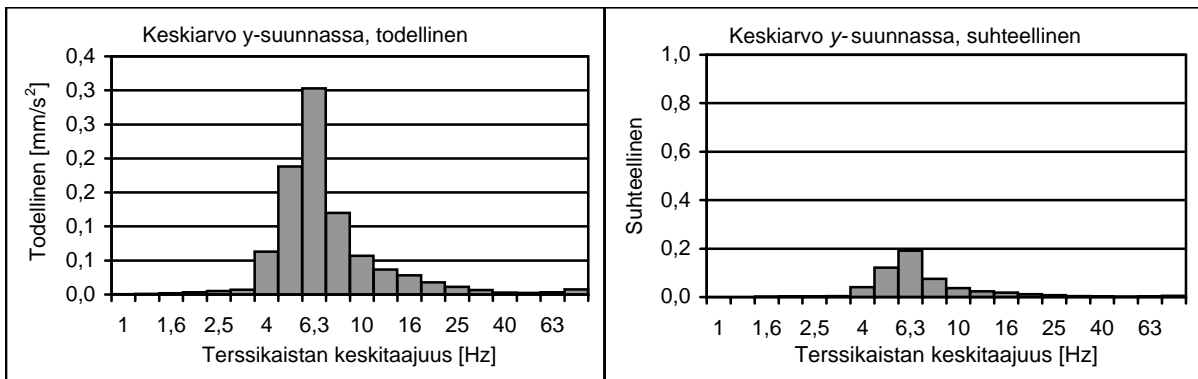 Keskiarvo y-suunnassa, todellinen
Todellinen [mm/s²]
0,4
0,3
0,3
0,2
0,2
0,1
0,1
0,0
1 1,6 2,5 4 6,3 10 16 25 40 63
Terssikaistan keskitaajuus [Hz]
Keskiarvo y-suunnassa, suhteellinen
Suhteellinen
1,0
0,8
0,6
0,4
0,2
0,0
1 1,6 2,5 4 6,3 10 16 25 40 63
Terssikaistan keskitaajuus [Hz]